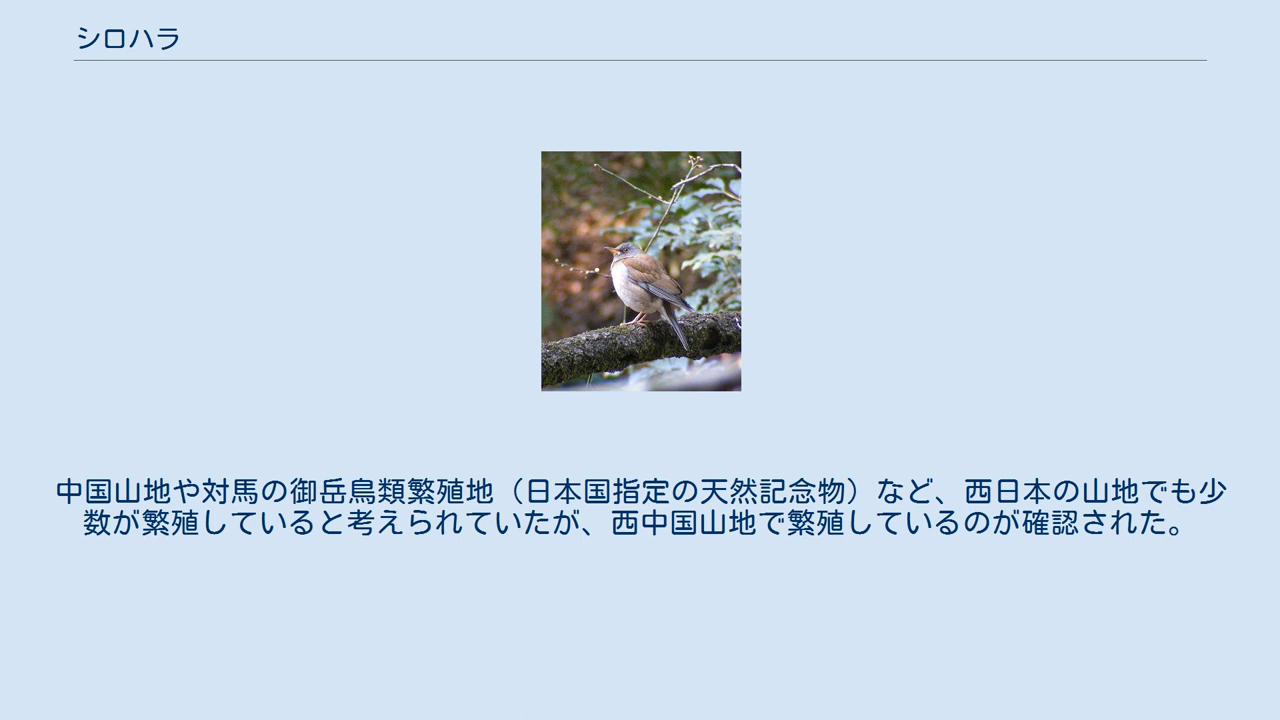 シロハラ
中国山地や対馬の御岳鳥類繁殖地（日本国指定の天然記念物）など、西日本の山地でも少
数が繁殖していると考えられていたが、西中国山地で繁殖しているのが確認された。